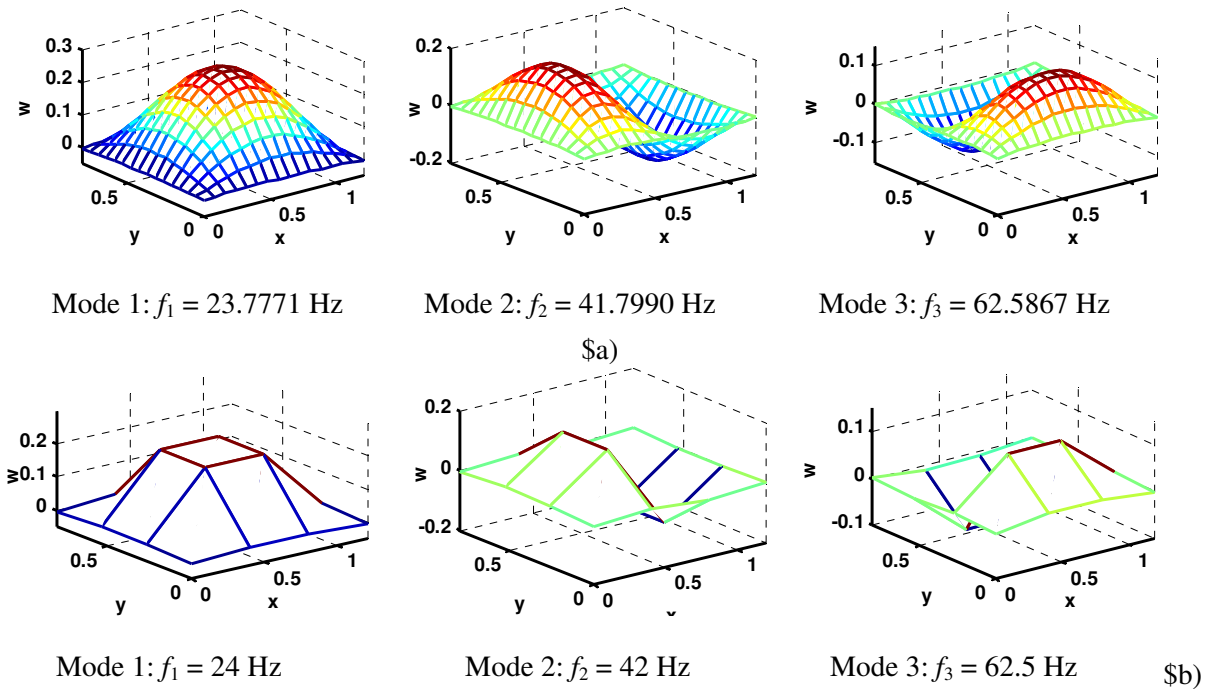 0.3
0.2
0.1
0
w
0.5
0
y
0
0.5
1
x
0.2
0
-0.2
w
0.5
0
y
0
0.5
1
x
0.1
0
-0.1
w
0.5
0
y
0
0.5
1
x
Mode 1: f1 = 23.7771 Hz
Mode 2: f2 = 41.7990 Hz
Mode 3: f3 = 62.5867 Hz
$a)
0.2
0.1
0
w
0.5
0
y
0
0.5
1
x
0.2
0
-0.2
w
0.5
0
y
0
0.5
1
0.1
0
-0.1
w
0.5
0
y
0
0.5
1
x
Mode 1: f1 = 24 Hz
Mode 2: f2 = 42 Hz
Mode 3: f3 = 62.5 Hz
$b)